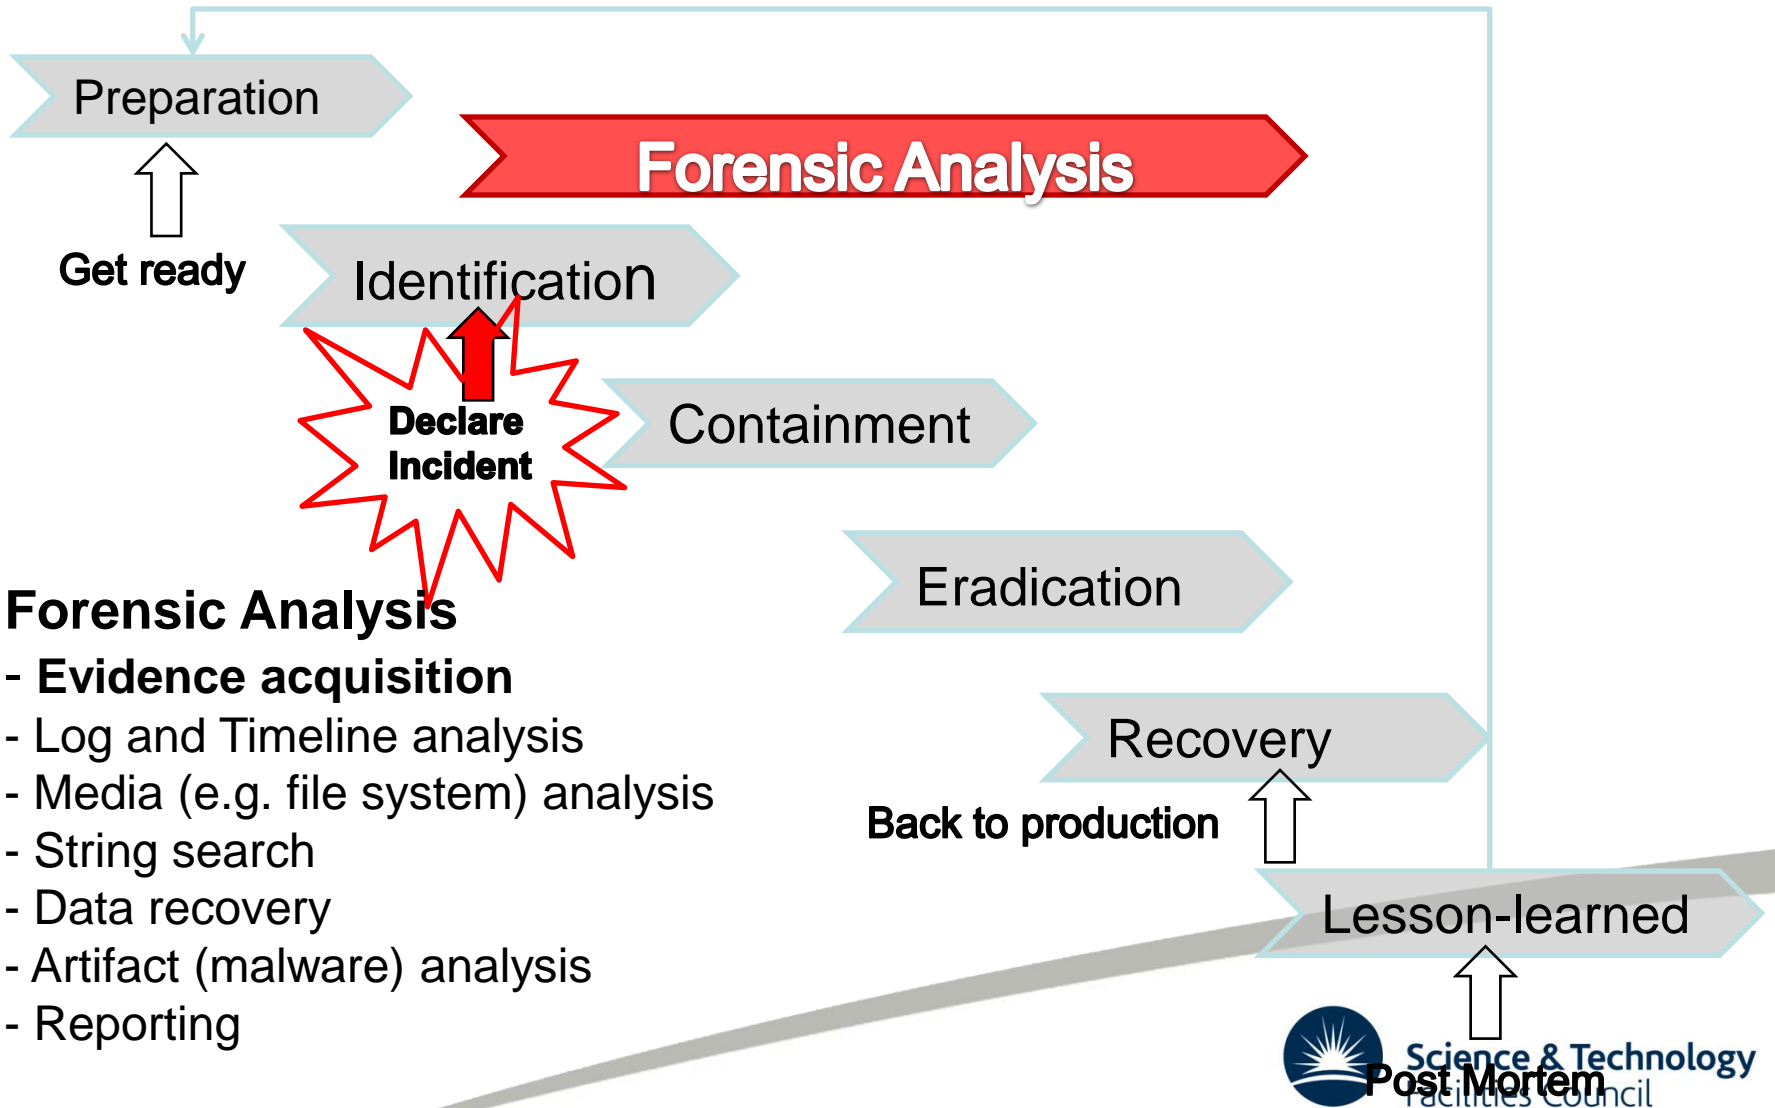 Preparation
Forensic Analysis
Get ready
Identification
Declare
Incident
Containment
Eradication
Forensic Analysis
- Evidence acquisition
- Log and Timeline analysis
- Media (e.g. file system) analysis
- String search
- Data recovery
- Artifact (malware) analysis
- Reporting
Recovery
Back to production
Lesson-learned
Post Mortem
Science & Technology
Facilities Council